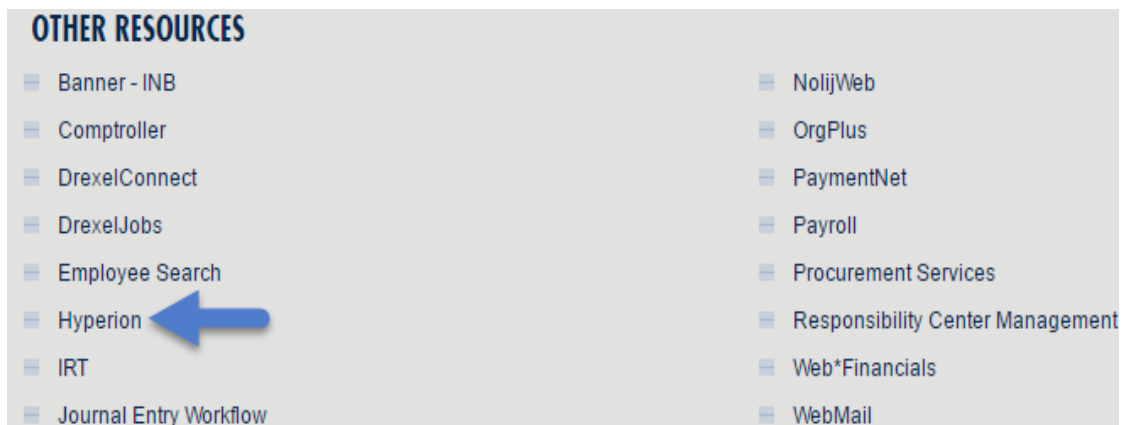 OTHER RESOURCES
Banner - INB
Comptroller
DrexelConnect
DrexelJobs
Employee Search
Hyperion
IRT
Journal Entry Workflow
NolijWeb
OrgPlus
PaymentNet
Payroll
Procurement Services
Responsibility Center Management
Web*Financials
WebMail